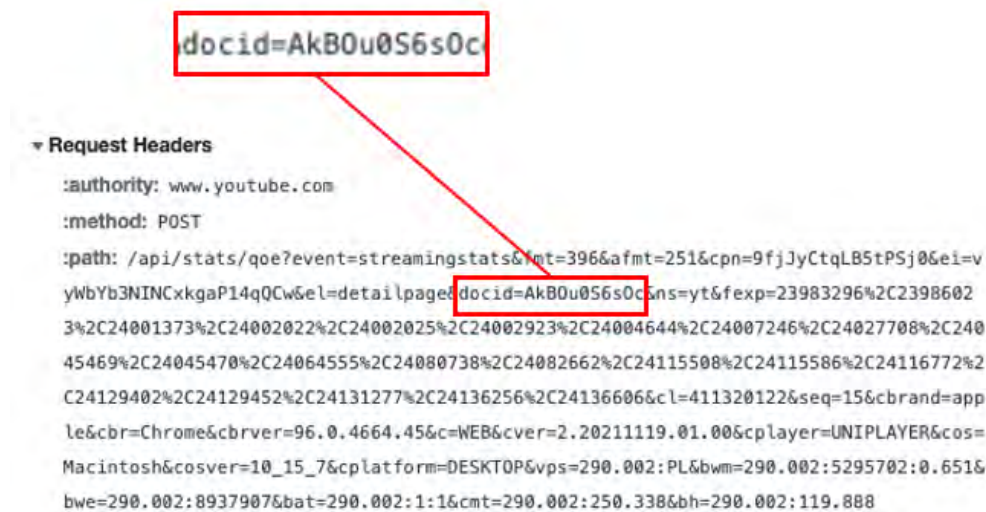 docid=AkBOu0S6sOc
Request Headers
:authority: www.youtube.com
:method: POST
:path: /api/stats/qoe?event=streamingstats&fmt=396&afmt=251&cpn=9fjJyCtqLB5tPSj0&ei=v
yWbYb3NINCxkgaP14qQCw&el=detailpage&docid=AkBOu0S6sOc&ns=yt&fexp=23983296%2C2398602
3%2C24001373%2C24002022%2C24002025%2C24002923%2C24004644%2C24007246%2C24027708%2C240
45469%2C24045470%2C24064555%2C24080738%2C24082662%2C24115508%2C24115586%2C24116772%2
C24129402%2C24129452%2C24131277%2C24136256%2C24136606&cl=411320122&seq=15&cbrand=app
le&cbr=Chrome&cbrver=96.0.4664.45&c=WEB&cver=2.20211119.01.00&cplayer=UNIPLAYER&cos=
Macintosh&cosver=10_15_7&cplatform=DESKTOP&vps=290.002:PL&bwm=290.002:5295702:0.651&
bwe=290.002:8937907&bat=290.002:1:1&cmt=290.002:250.338&bh=290.002:119.888